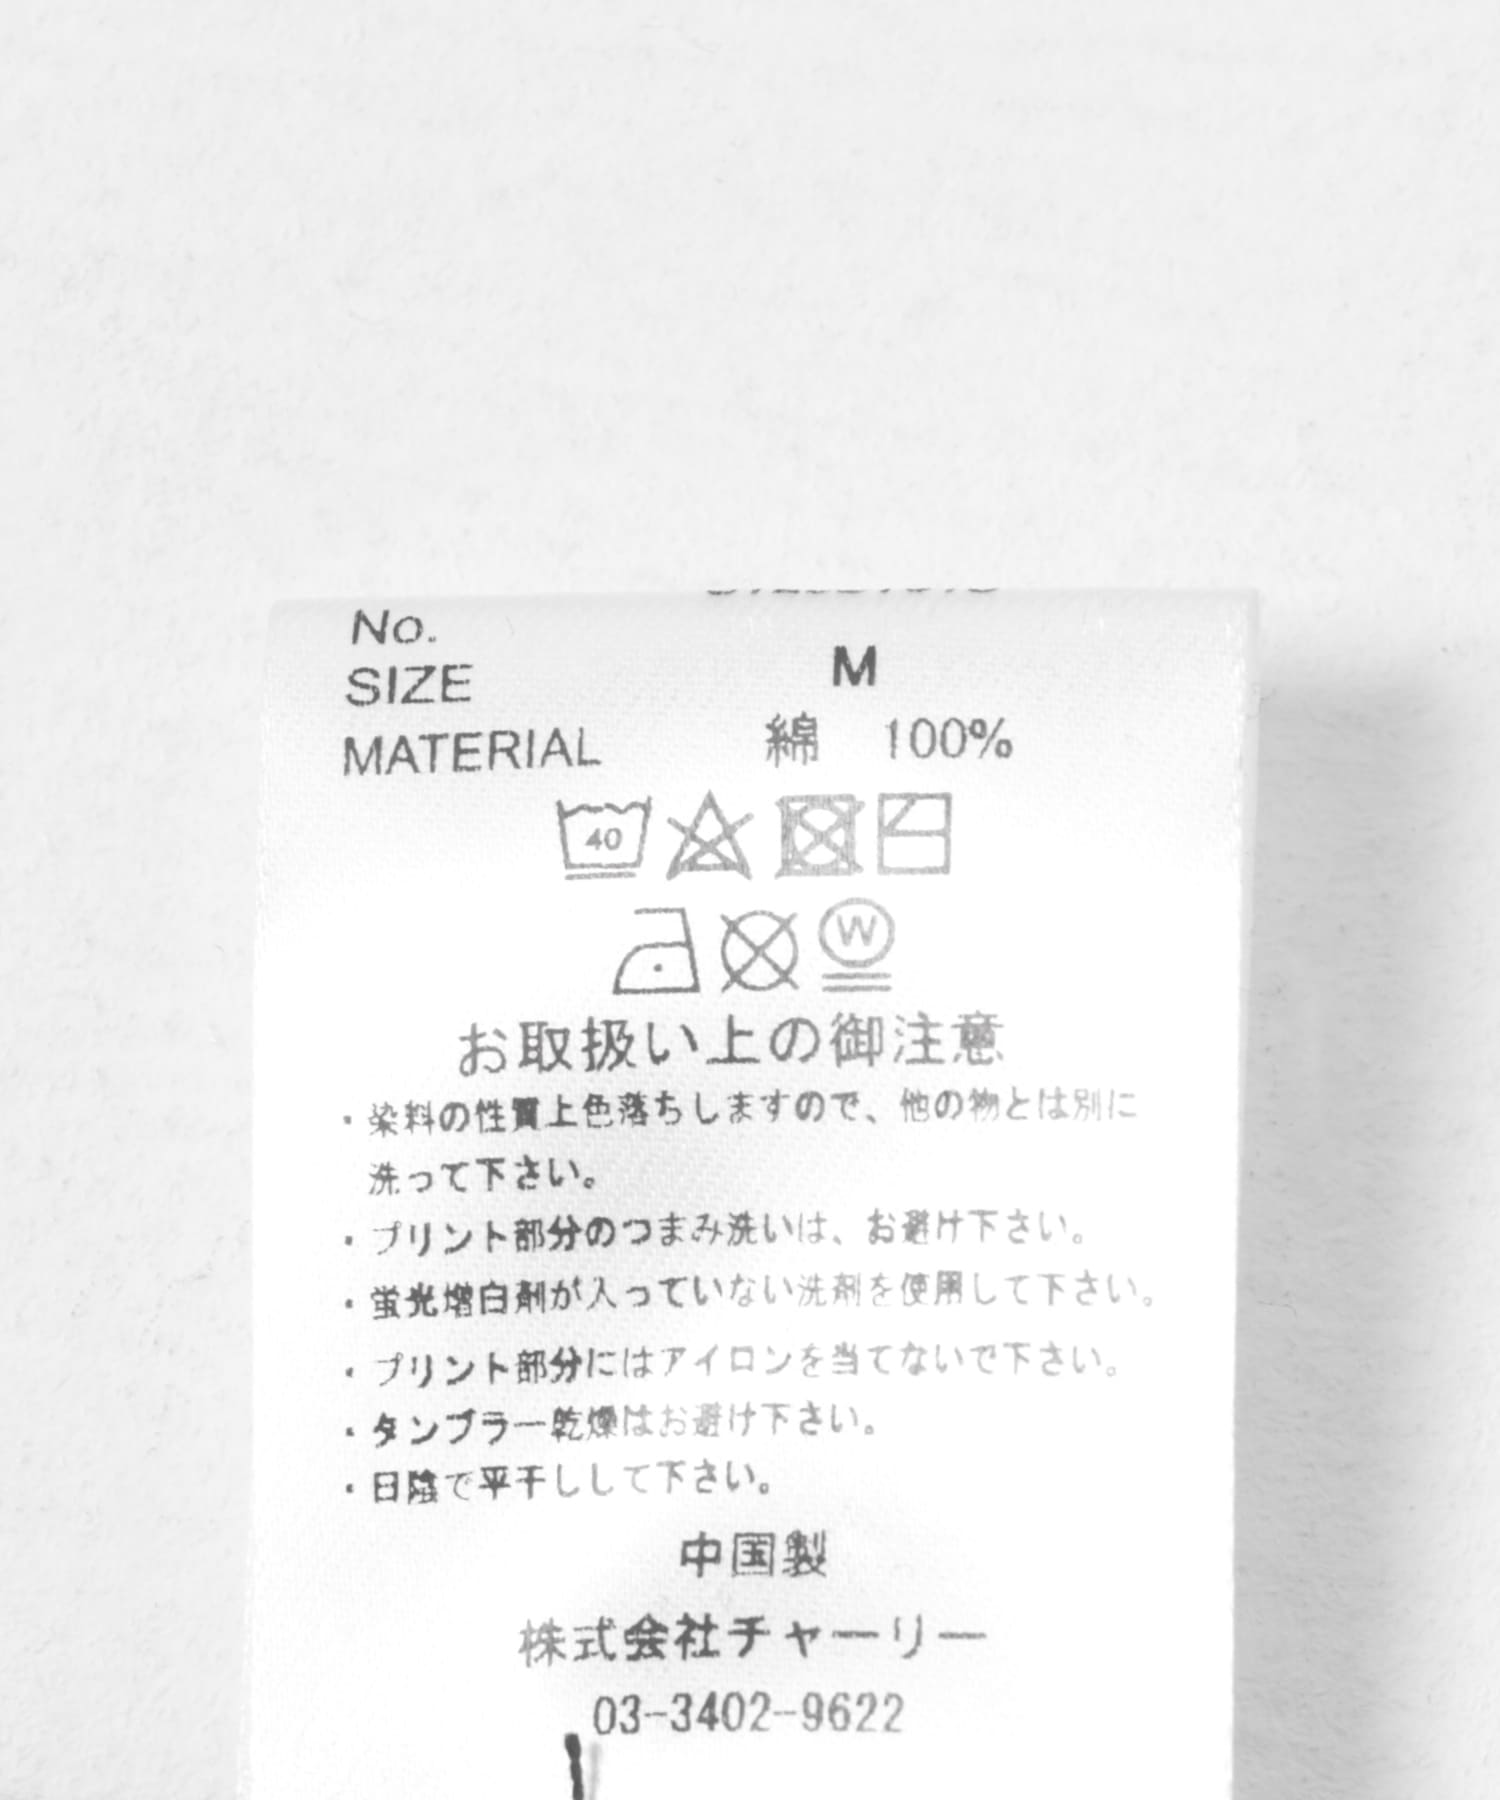 No.
SIZE M
MATERIAL 綿 100%
40
W
お取扱い上の御注意
・染料の性質上色落ちしますので、他の物とは別に
洗って下さい。
・プリント部分のつまみ洗いは、お避け下さい。
・蛍光増白剤が入っていない洗剤を使用して下さい。
・プリント部分にはアイロンを当てないで下さい。
・タンブラー乾燥はお避け下さい。
・日陰で平干しして下さい。
中国製
株式会社チャーリー
03-3402-9622